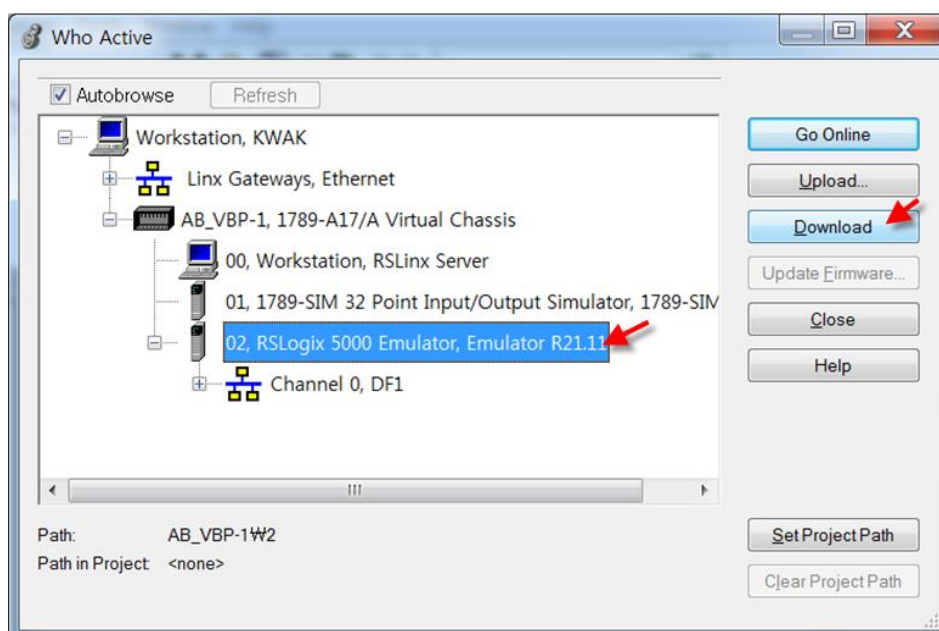 Who Active
Autobrowse
Refresh
Workstation, KWAK
Linx Gateways, Ethernet
AB_VBP-1, 1789-A17/A Virtual Chassis
00, Workstation, RSLinx Server
01, 1789-SIM 32 Point Input/Output Simulator, 1789-SIM
02, RSLogix 5000 Emulator, Emulator R21.11
Channel 0, DF1
Go Online
Upload...
Download
Update Firmware...
Close
Help
Path: AB_VBP-1₩2
Path in Project: <none>
Set Project Path
Clear Project Path